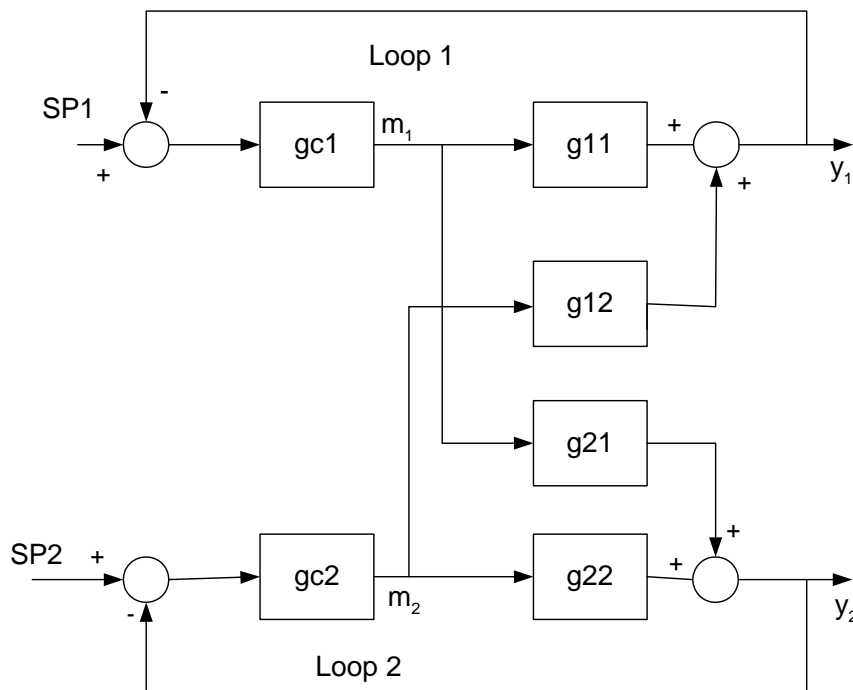 Loop 1
-
SP1
+
gc1
m₁
g11
+
+
y₁
g12
g21
+
SP2
+
-
gc2
m₂
g22
+
y₂
Loop 2